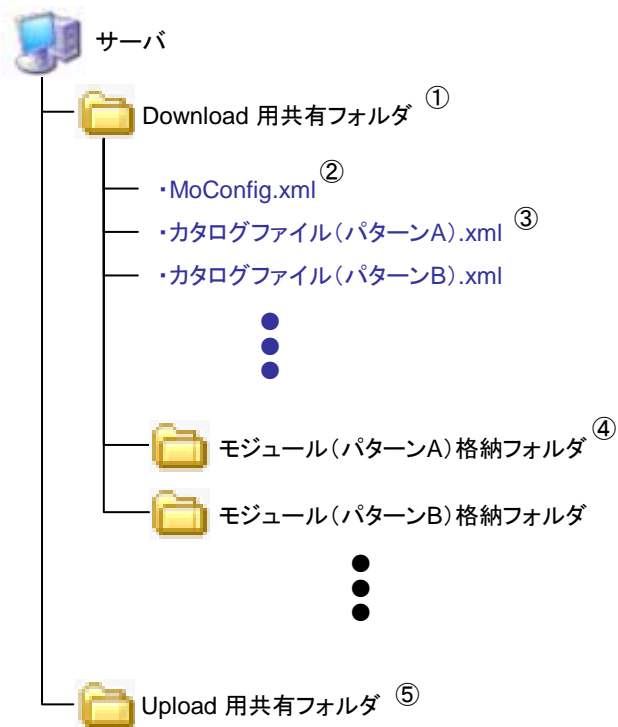 サーバ
Download 用共有フォルダ ①
・MoConfig.xml ②
・カタログファイル（パターンA）.xml ③
・カタログファイル（パターンB）.xml
モジュール（パターンA）格納フォルダ ④
モジュール（パターンB）格納フォルダ
Upload 用共有フォルダ ⑤